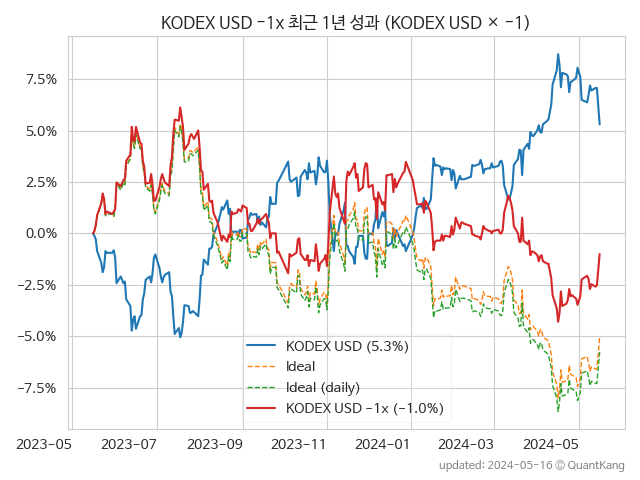 KODEX USD −1x 최근 1년 성과 (KODEX USD × −1)
7.5%
5.0%
2.5%
0.0%
−2.5%
−5.0%
−7.5%
KODEX USD (5.3%)
Ideal
Ideal (daily)
KODEX USD −1x (−1.0%)
2023−05
2023−07
2023−09
2023−11
2024−01
2024−03
2024−05
updated: 2024−05−16 ⓒ QuantKang